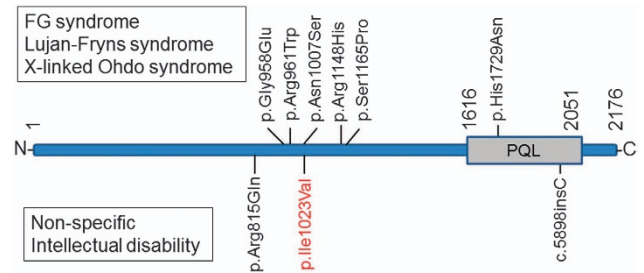 FG syndrome
Lujan-Fryns syndrome
X-linked Ohdo syndrome
p.Gly958Glu
p.Arg961Trp
p.Asn1007Ser
p.Arg1148His
p.Ser1165Pro
1616
p.His1729Asn
2051
2176
N
1
PQL
C
p.Arg815Gln
p.Ile1023Val
c.5898insC
Non-specific
Intellectual disability